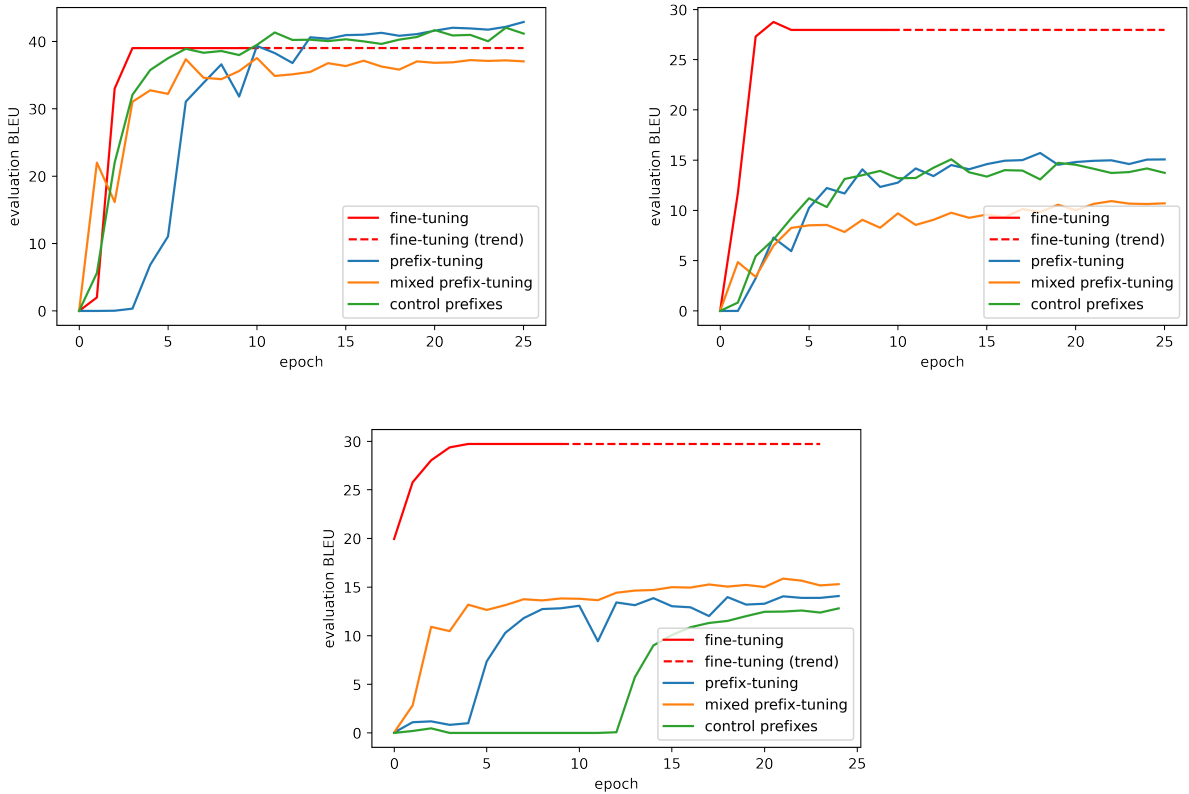 evaluation BLEU
40
30
20
10
0
0 5 10 15 20 25
epoch
fine-tuning
fine-tuning (trend)
prefix-tuning
mixed prefix-tuning
control prefixes
evaluation BLEU
30
25
20
15
10
5
0
0 5 10 15 20 25
epoch
fine-tuning
fine-tuning (trend)
prefix-tuning
mixed prefix-tuning
control prefixes
evaluation BLEU
30
25
20
15
10
5
0
0 5 10 15 20 25
epoch
fine-tuning
fine-tuning (trend)
prefix-tuning
mixed prefix-tuning
control prefixes